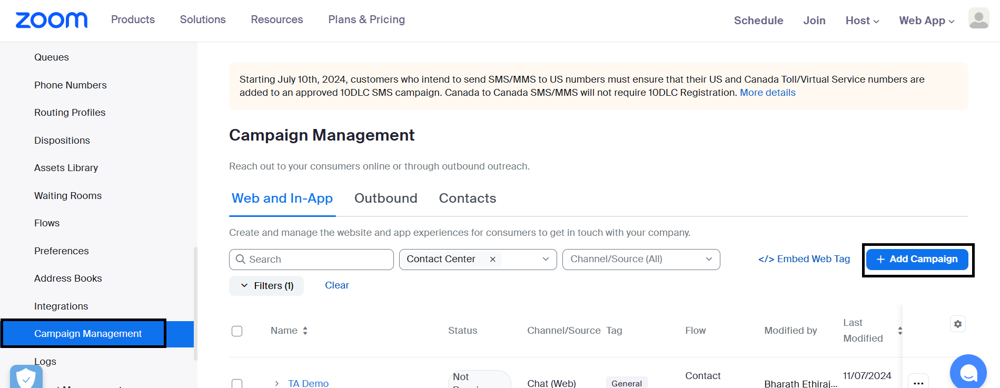 zoom
Products
Solutions
Resources
Plans & Pricing
Schedule
Join
Host
Web App
Queues
Phone Numbers
Routing Profiles
Dispositions
Assets Library
Waiting Rooms
Flows
Preferences
Address Books
Integrations
Campaign Management
Logs
Starting July 10th, 2024, customers who intend to send SMS/MMS to US numbers must ensure that their US and Canada Toll/Virtual Service numbers are
added to an approved 10DLC SMS campaign. Canada to Canada SMS/MMS will not require 10DLC Registration. More details
Campaign Management
Reach out to your consumers online or through outbound outreach.
Web and In-App
Outbound
Contacts
Create and manage the website and app experiences for consumers to get in touch with your company.
Search
Contact Center
Channel/Source (All)
</> Embed Web Tag
+ Add Campaign
Filters (1)
Clear
Name
Status
Channel/Source
Tag
Flow
Modified by
Last
Modified
TA Demo
Not
Chat (Web)
General
Contact
Bharath Ethiraj...
11/07/2024